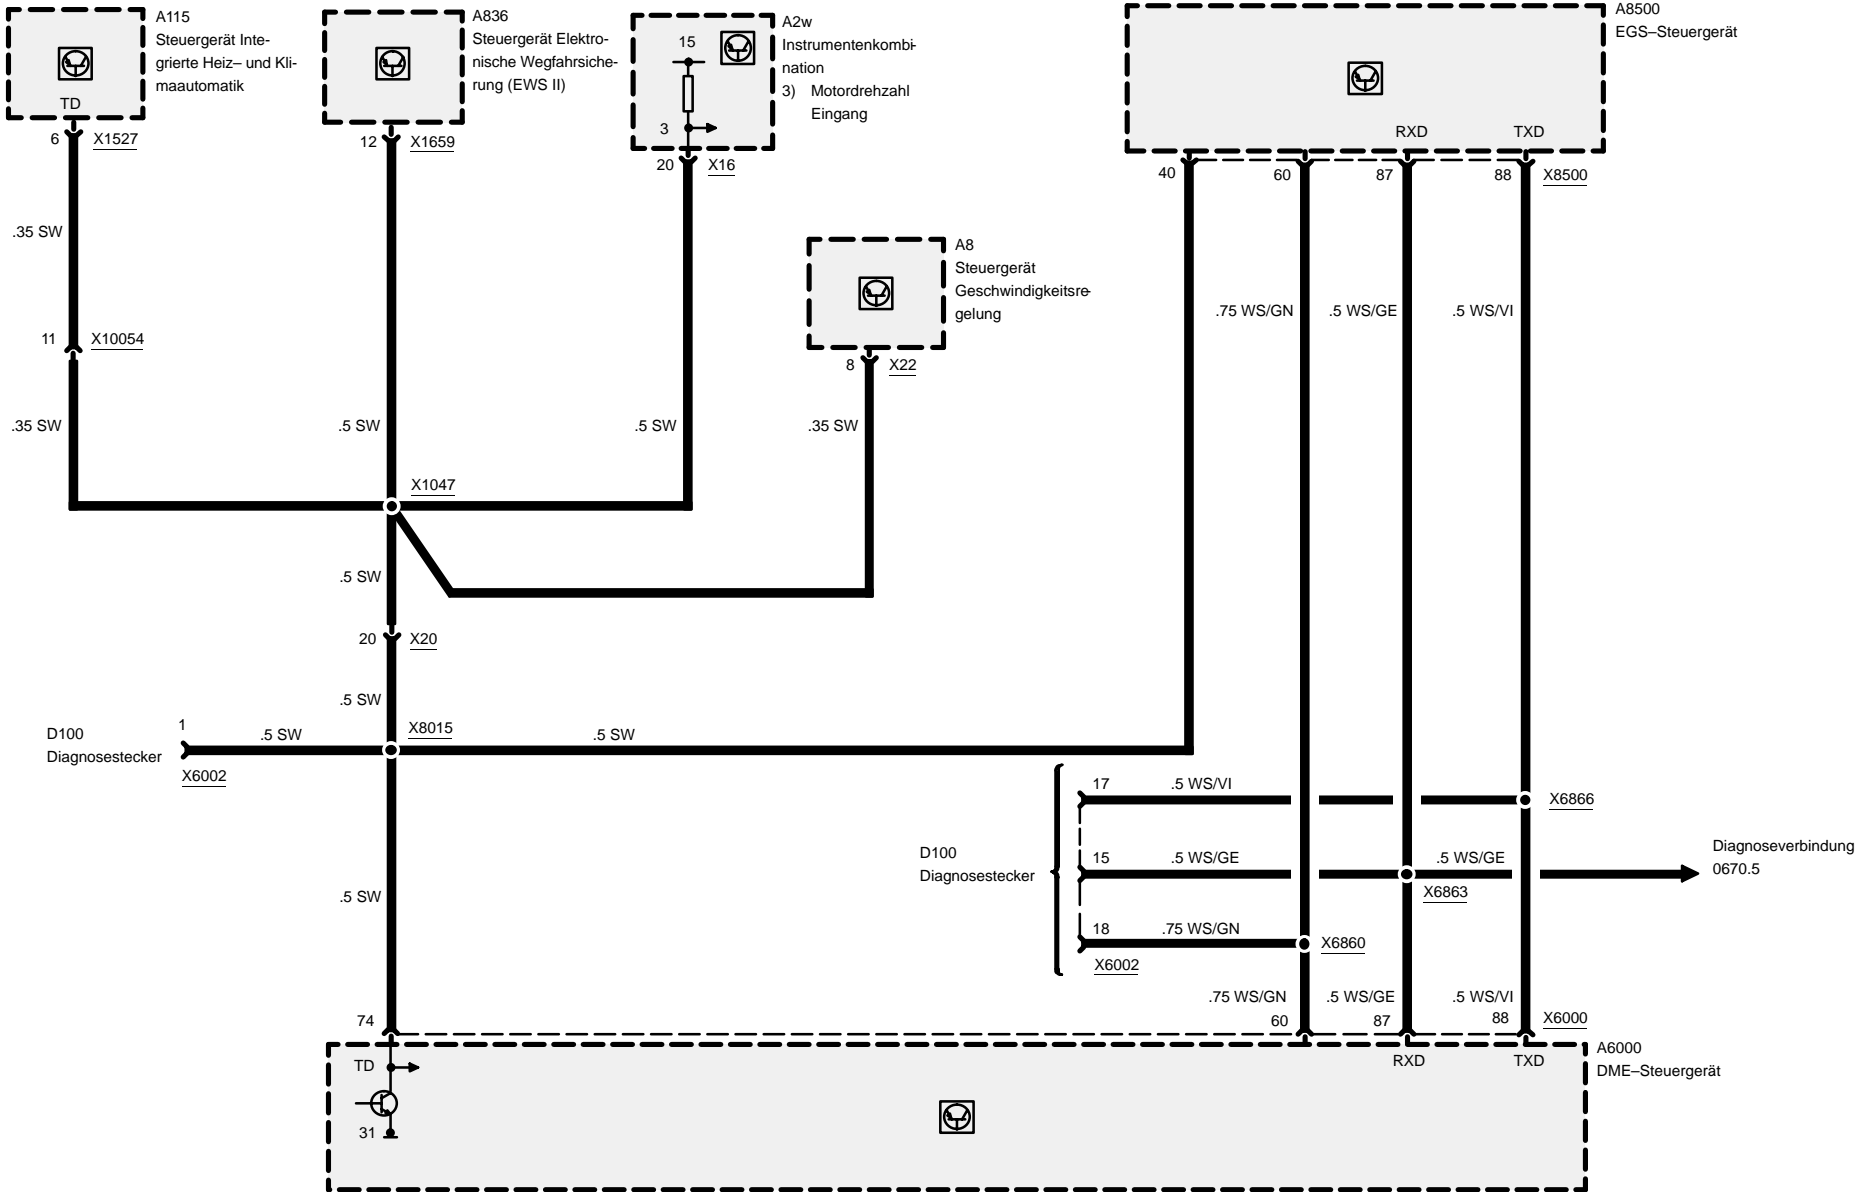 A115
Steuergerät Inte-
grierte Heiz– und Kli-
maautomatik
TD
6
X1527
A836
Steuergerät Elektro-
nische Wegfahrsiche-
rung (EWS II)
12
X1659
A2w
Instrumentenkombi-
nation
3) Motordrehzahl
Eingang
15
3
20
X16
A8500
EGS–Steuergerät
RXD
TXD
40
60
87
88
X8500
.35 SW
A8
Steuergerät
Geschwindigkeitsre-
gelung
.75 WS/GN
.5 WS/GE
.5 WS/VI
11
X10054
8
X22
.35 SW
.5 SW
.5 SW
.35 SW
X1047
.5 SW
20
X20
.5 SW
D100
Diagnosestecker
1
X6002
.5 SW
X8015
.5 SW
17
.5 WS/VI
X6866
D100
Diagnosestecker
15
.5 WS/GE
.5 WS/GE
X6863
Diagnoseverbindung
0670.5
.5 SW
18
.75 WS/GN
X6860
X6002
.75 WS/GN
.5 WS/GE
.5 WS/VI
74
60
87
88
X6000
A6000
DME–Steuergerät
TD
RXD
TXD
31